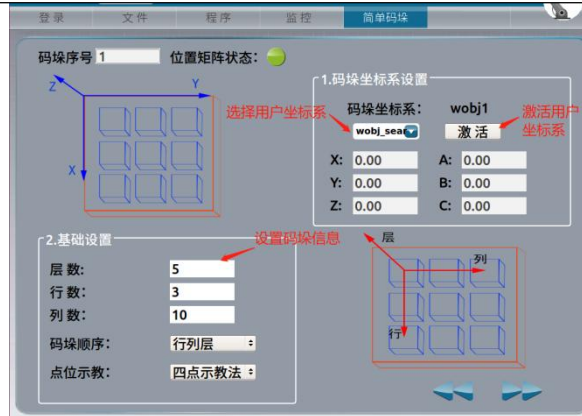 登录 文件 程序 监控 简单码垛
码垛序号 1 位置矩阵状态：
Z Y X
1.码垛坐标系设置
选择用户坐标系
码垛坐标系： wobj1
激活用户坐标系
wobj_sear 激活
X: 0.00 A: 0.00
Y: 0.00 B: 0.00
Z: 0.00 C: 0.00
2.基础设置
设置码垛信息
层数: 5
行数: 3
列数: 10
码垛顺序: 行列层
点位示教: 四点示教法
层
列
行